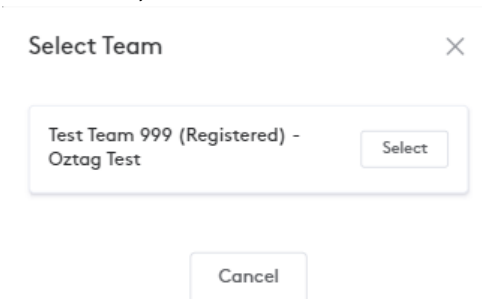 Select Team
Test Team 999 (Registered) -
Oztag Test
Select
Cancel